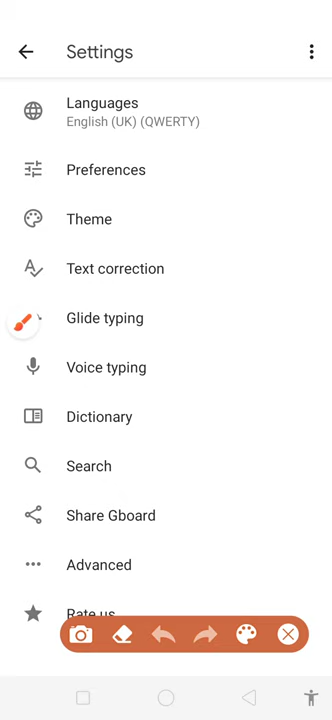 Settings
Languages
English (UK) (QWERTY)
Preferences
Theme
Text correction
Glide typing
Voice typing
Dictionary
Search
Share Gboard
Advanced
Rate us